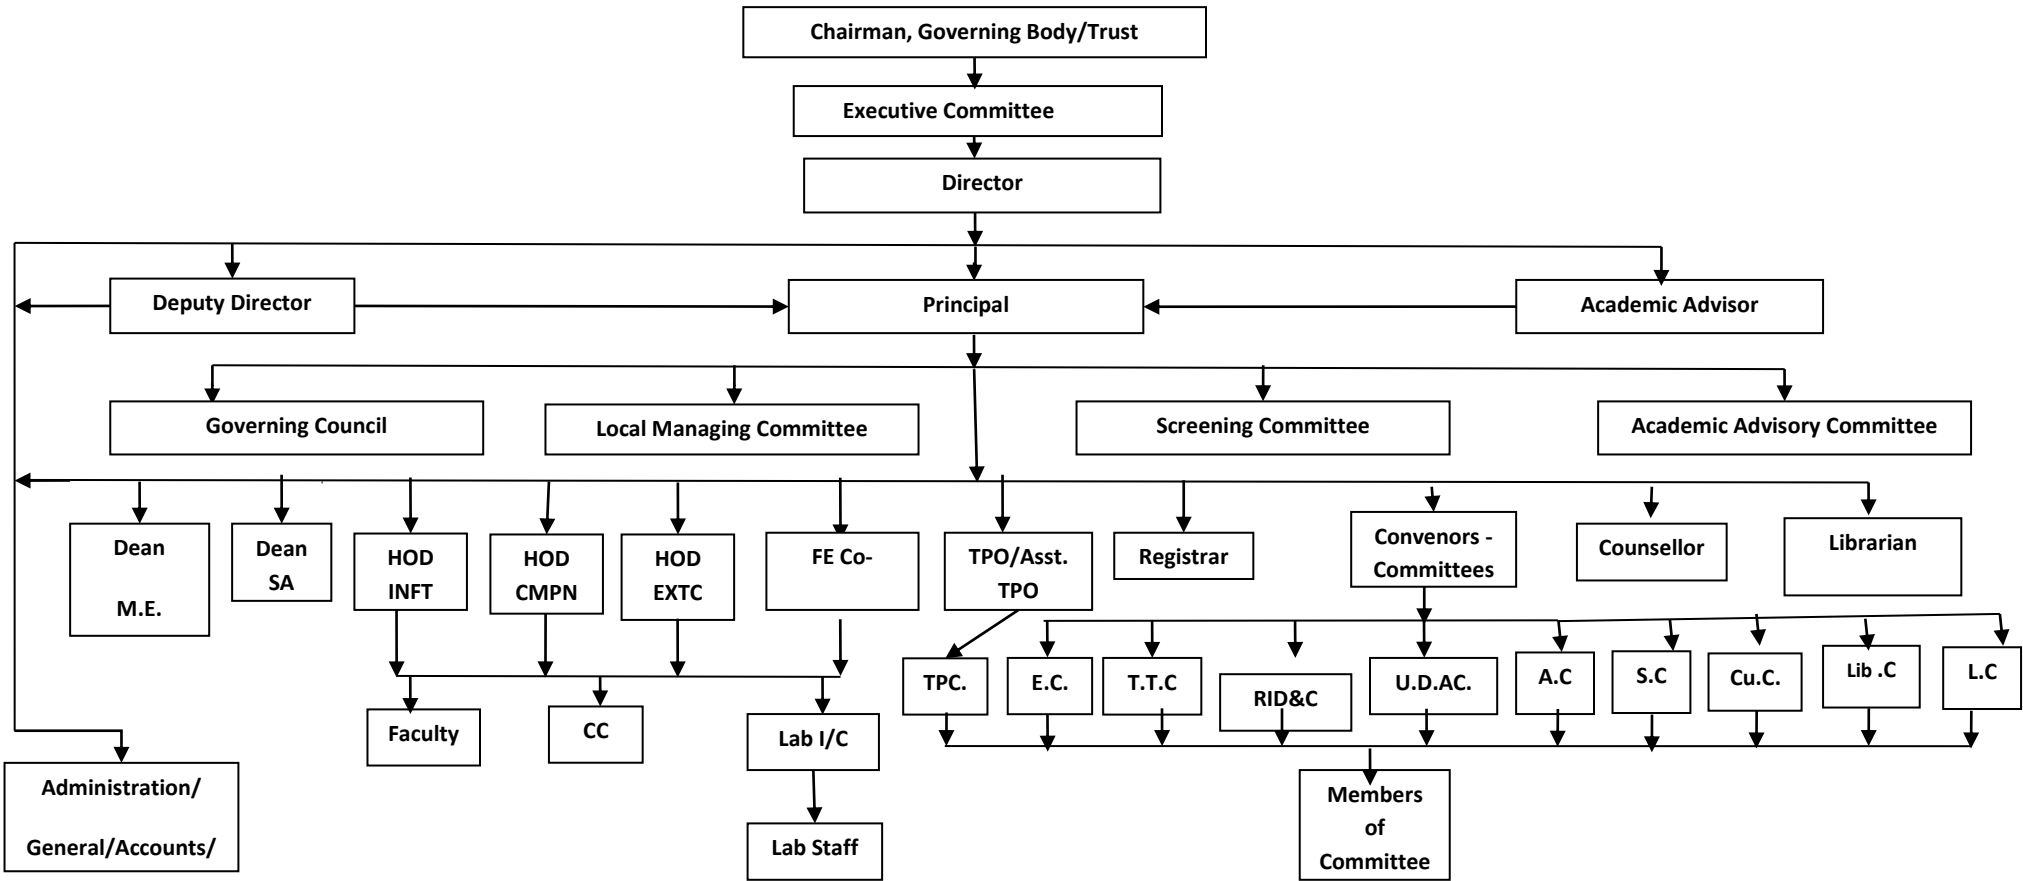 Chairman, Governing Body/Trust
Executive Committee
Director
Deputy Director
Principal
Academic Advisor
Governing Council
Local Managing Committee
Screening Committee
Academic Advisory Committee
Dean
M.E.
Dean
SA
HOD
INFT
HOD
CMPN
HOD
EXTC
FE Co-
TPO/Asst.
TPO
Registrar
Convenors -
Committees
Counsellor
Librarian
TPC.
E.C.
T.T.C
RID&C
U.D.AC.
A.C
S.C
Cu.C.
Lib .C
L.C
Faculty
CC
Lab I/C
Lab Staff
Administration/
General/Accounts/
Members
of
Committee